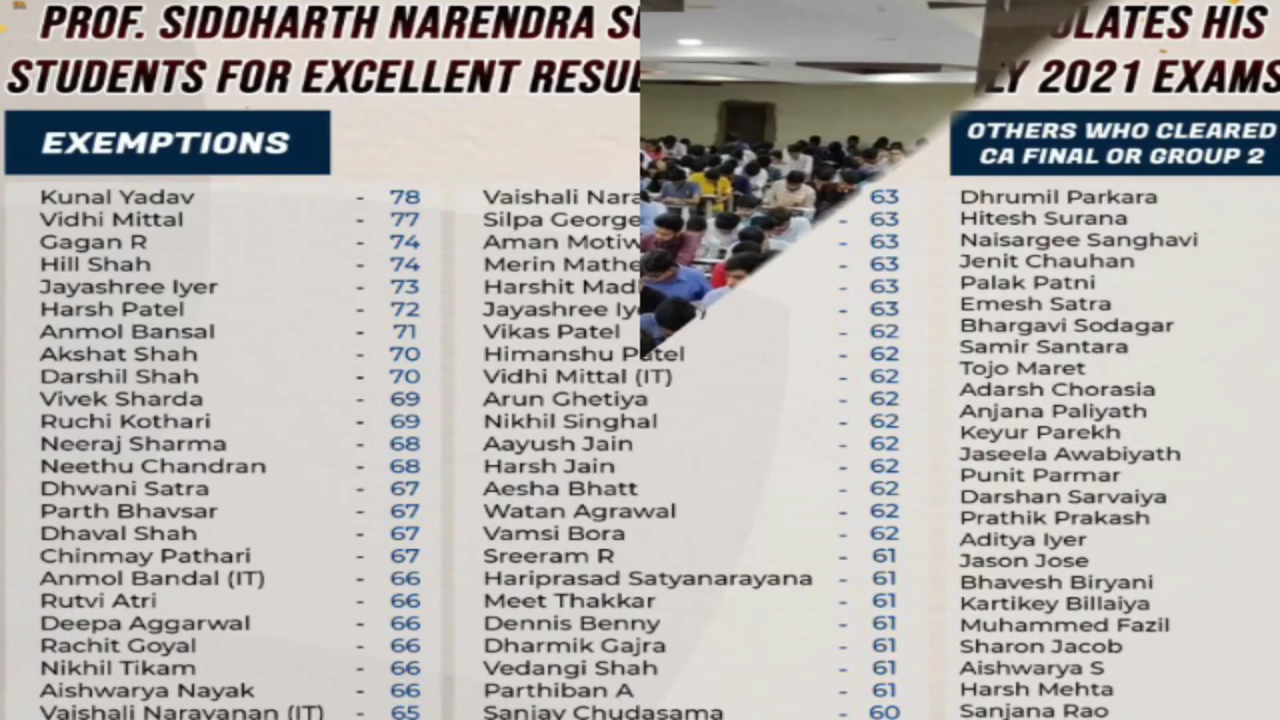 PROF. SIDDHARTH NARENDRA
STUDENTS FOR EXCELLENT
HIS
2021 EXAMS
EXEMPTIONS
Kunal Yadav - 78
Vidhi Mittal - 77
Gagan R - 74
Hill Shah - 74
Jayashree Iyer - 73
Harsh Patel - 72
Anmol Bansal - 71
Akshat Shah - 70
Darshil Shah - 70
Vivek Sharda - 69
Ruchi Kothari - 69
Neeraj Sharma - 68
Neethu Chandran - 68
Dhwani Satra - 67
Parth Bhavsar - 67
Dhaval Shah - 67
Chinmay Pathari - 67
Anmol Bandal (IT) - 66
Rutvi Atri - 66
Deepa Aggarwal - 66
Rachit Goyal - 66
Nikhil Tikam - 66
Aishwarya Nayak - 66
Vaishali Narayanan (IT) - 65
Vaishali 63
Silpa George - 63
Aman - 63
Merin - 63
Harshit - 63
Jayashree - 63
Vikas Patel - 62
Himanshu Patel - 62
Vidhi Mittal (IT) - 62
Arun Ghetiya - 62
Nikhil Singhal - 62
Aayush Jain - 62
Harsh Jain - 62
Aesha Bhatt - 62
Watan Agrawal - 62
Vamsi Bora - 62
Sreeram R - 61
Hariprasad Satyanarayana - 61
Meet Thakkar - 61
Dennis Benny - 61
Dharmik Gajra - 61
Vedangi Shah - 61
Parthiban A - 61
Sanjay Chudasama - 60
OTHERS WHO CLEARED
CA FINAL OR GROUP 2
Dhrumil Parkara
Hitesh Surana
Naisargee Sanghavi
Jenit Chauhan
Palak Patni
Emesh Satra
Bhargavi Sodagar
Samir Santara
Tojo Maret
Adarsh Chorasia
Anjana Paliyath
Keyur Parekh
Jaseela Awabiyath
Punit Parmar
Darshan Sarvaiya
Prathik Prakash
Aditya Iyer
Jason Jose
Bhavesh Biryani
Kartikey Billaiya
Muhammed Fazil
Sharon Jacob
Aishwarya S
Harsh Mehta
Sanjana Rao